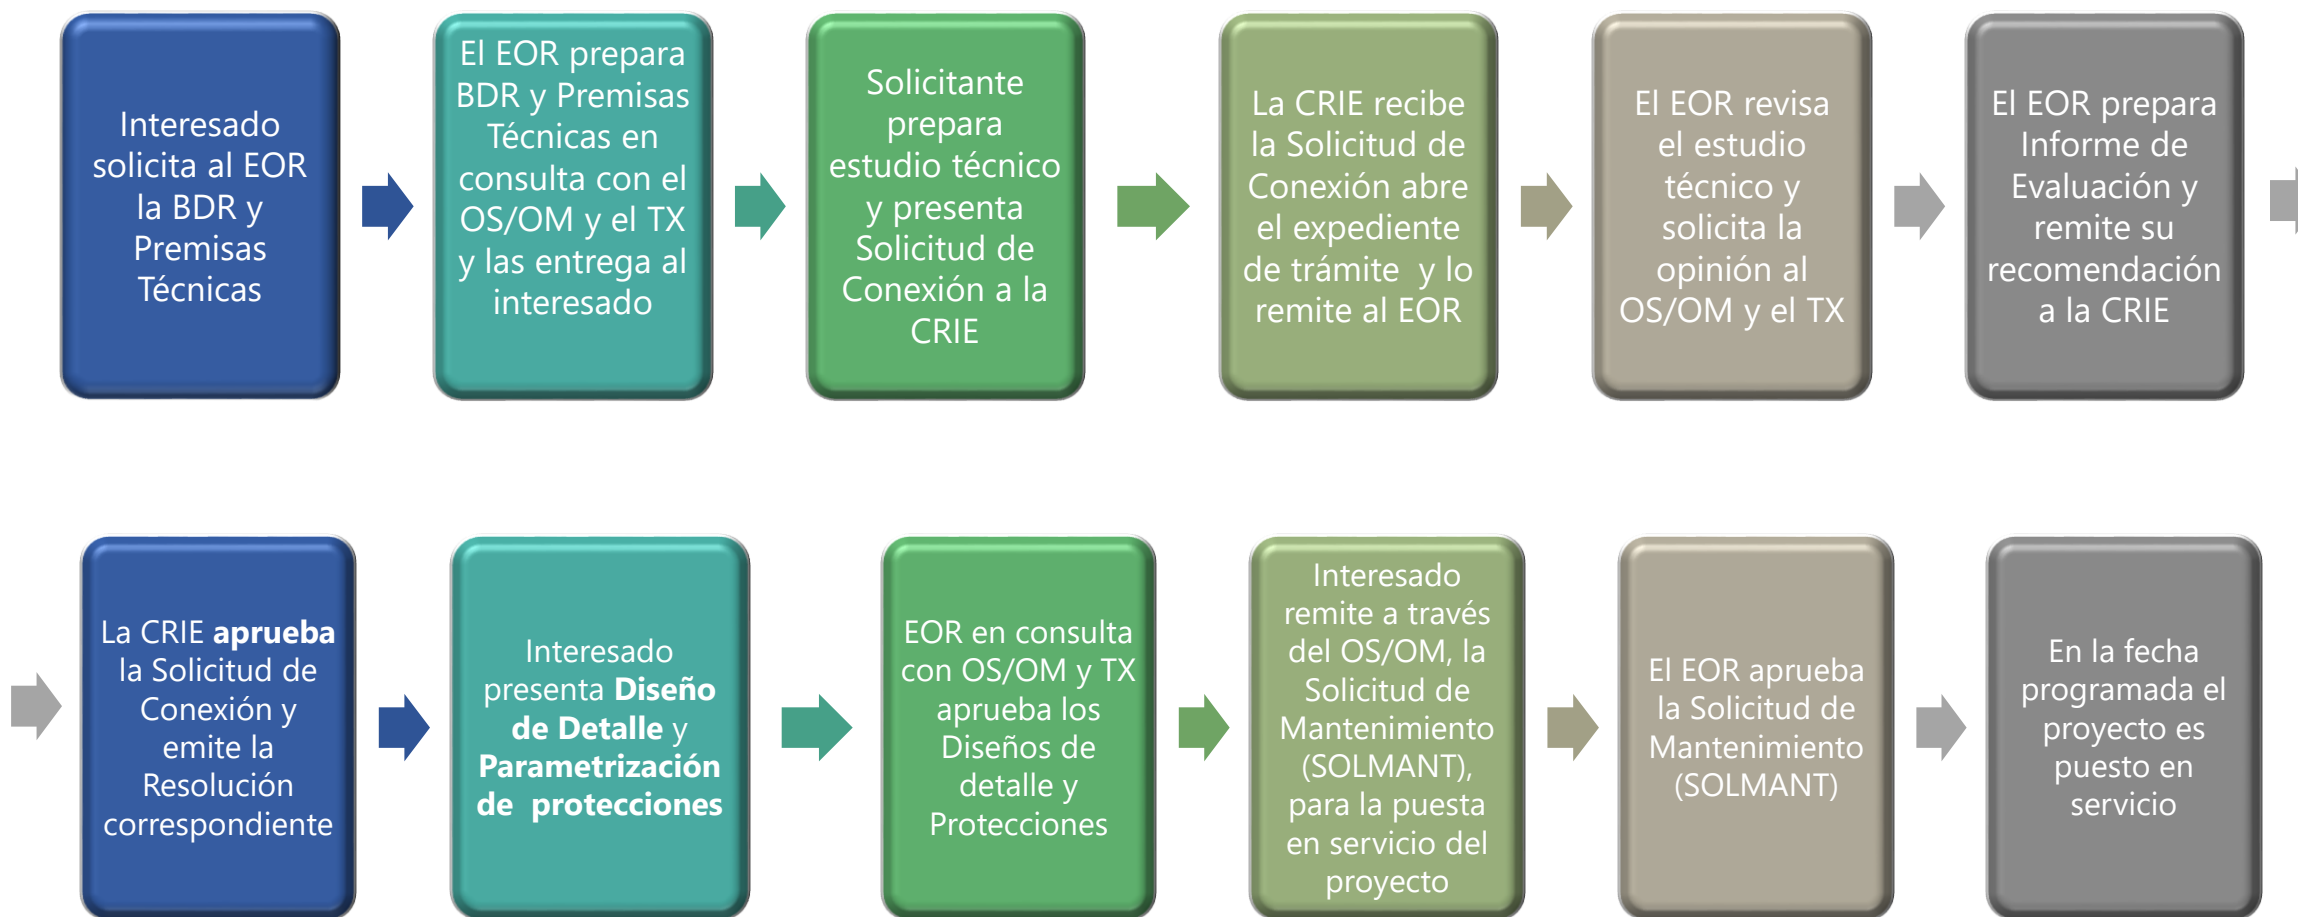 Interesado
solicita al EOR
la BDR y
Premisas
Técnicas
El EOR prepara
BDR y Premisas
Técnicas en
consulta con el
OS/OM y el TX
y las entrega al
interesado
Solicitante
prepara
estudio técnico
y presenta
Solicitud de
Conexión a la
CRIE
La CRIE recibe
la Solicitud de
Conexión abre
el expediente
de trámite y lo
remite al EOR
El EOR revisa
el estudio
técnico y
solicita la
opinión al
OS/OM y el TX
El EOR prepara
Informe de
Evaluación y
remite su
recomendación
a la CRIE
La CRIE aprueba
la Solicitud de
Conexión y
emite la
Resolución
correspondiente
Interesado
presenta Diseño
de Detalle y
Parametrización
de protecciones
EOR en consulta
con OS/OM y TX
aprueba los
Diseños de
detalle y
Protecciones
Interesado
remite a través
del OS/OM, la
Solicitud de
Mantenimiento
(SOLMANT),
para la puesta
en servicio del
proyecto
El EOR aprueba
la Solicitud de
Mantenimiento
(SOLMANT)
En la fecha
programada el
proyecto es
puesto en
servicio